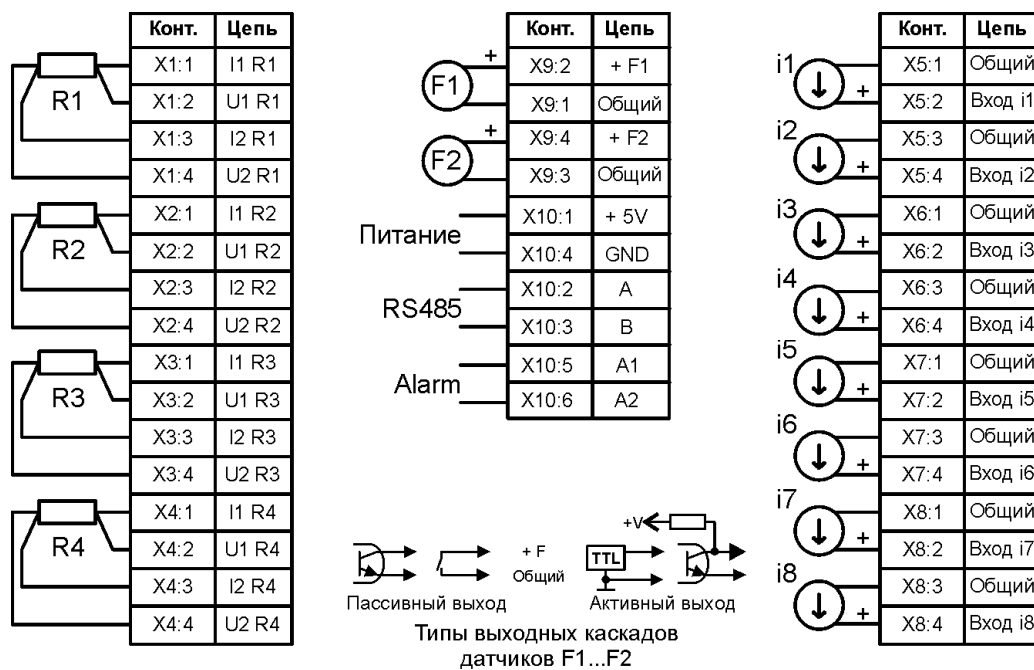 Конт. Цепь
R1
X1:1 I1 R1
X1:2 U1 R1
X1:3 I2 R1
X1:4 U2 R1
R2
X2:1 I1 R2
X2:2 U1 R2
X2:3 I2 R2
X2:4 U2 R2
R3
X3:1 I1 R3
X3:2 U1 R3
X3:3 I2 R3
X3:4 U2 R3
R4
X4:1 I1 R4
X4:2 U1 R4
X4:3 I2 R4
X4:4 U2 R4
Конт. Цепь
F1 +
X9:2 + F1
X9:1 Общий
F2 +
X9:4 + F2
X9:3 Общий
Питание
X10:1 + 5V
X10:4 GND
RS485
X10:2 A
X10:3 B
Alarm
X10:5 A1
X10:6 A2
+ F
Общий
TTL
+V
Пассивный выход
Активный выход
Типы выходных каскадов
датчиков F1...F2
Конт. Цепь
i1 +
X5:1 Общий
X5:2 Вход i1
i2 +
X5:3 Общий
X5:4 Вход i2
i3 +
X6:1 Общий
X6:2 Вход i3
i4 +
X6:3 Общий
X6:4 Вход i4
i5 +
X7:1 Общий
X7:2 Вход i5
i6 +
X7:3 Общий
X7:4 Вход i6
i7 +
X8:1 Общий
X8:2 Вход i7
i8 +
X8:3 Общий
X8:4 Вход i8